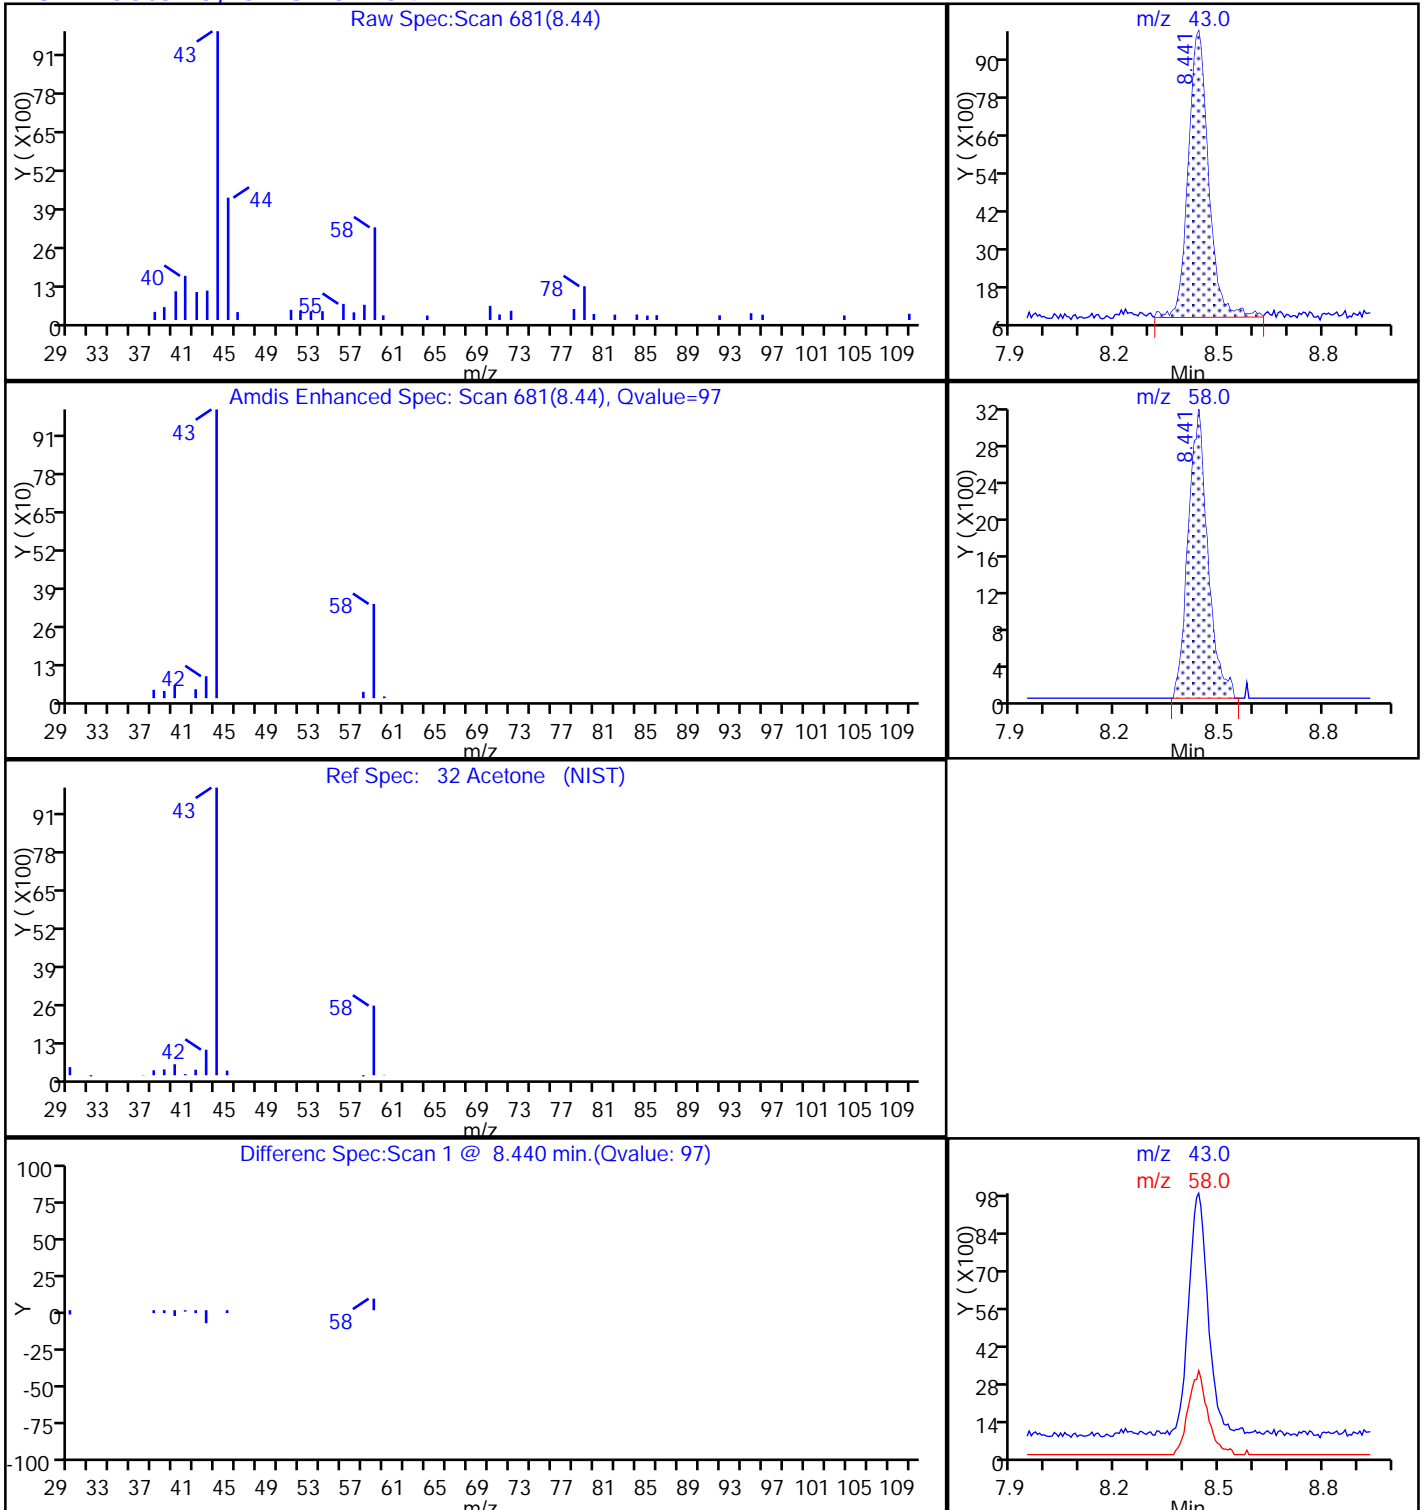 Raw Spec:Scan 681(8.44)
Y ( X100)
91
78
65
52
39
26
13
0
43
44
40
58
55
78
29 33 37 41 45 49 53 57 61 65 69 73 77 81 85 89 93 97 101 105 109
m/z
m/z 43.0
8.441
Y ( X100)
90
78
66
54
42
30
18
6
7.9 8.2 8.5 8.8
Min
Amdis Enhanced Spec: Scan 681(8.44), Qvalue=97
Y ( X10)
91
78
65
52
39
26
13
0
43
42
58
29 33 37 41 45 49 53 57 61 65 69 73 77 81 85 89 93 97 101 105 109
m/z
m/z 58.0
8.441
Y ( X100)
32
28
24
20
16
12
8
4
0
7.9 8.2 8.5 8.8
Min
Ref Spec: 32 Acetone (NIST)
Y ( X100)
91
78
65
52
39
26
13
0
43
42
58
29 33 37 41 45 49 53 57 61 65 69 73 77 81 85 89 93 97 101 105 109
m/z
Differenc Spec:Scan 1 @ 8.440 min.(Qvalue: 97)
Y
100
75
50
25
0
-25
-50
-75
-100
58
29 33 37 41 45 49 53 57 61 65 69 73 77 81 85 89 93 97 101 105 109
m/z
m/z 43.0
m/z 58.0
Y ( X100)
98
84
70
56
42
28
14
0
7.9 8.2 8.5 8.8
Min